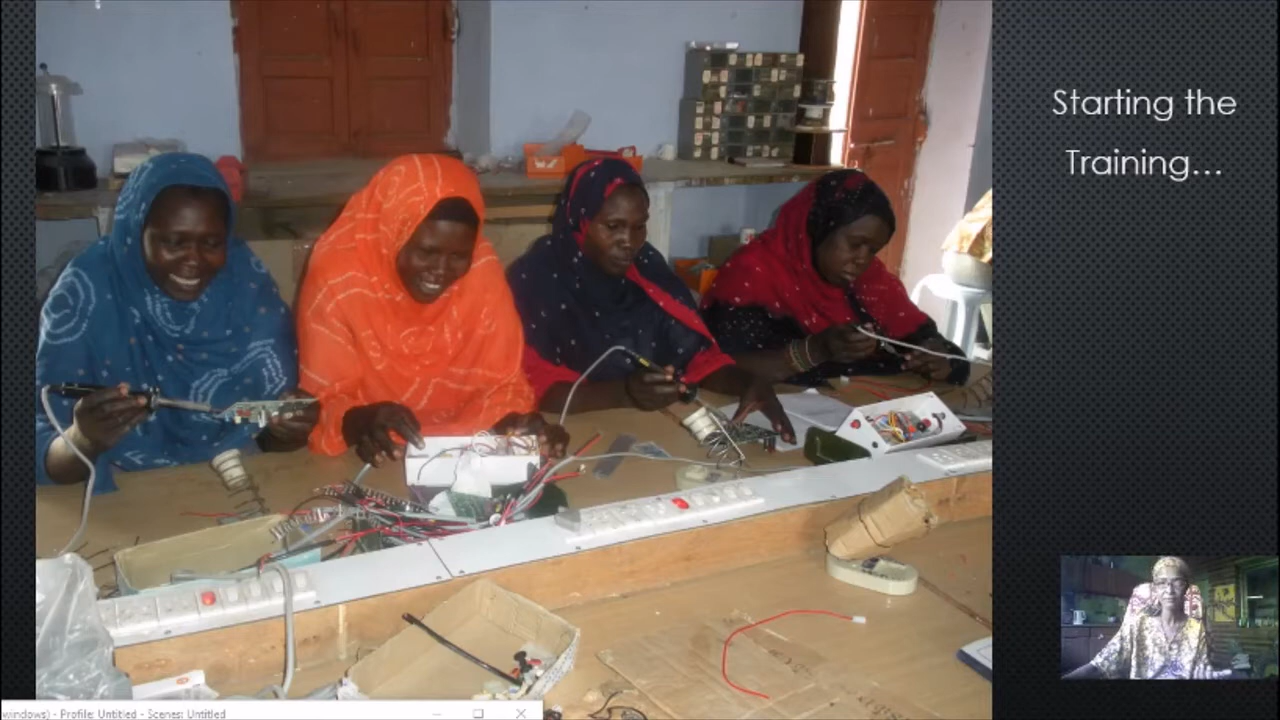 Starting the
Training...
windows) - Profile: Untitled - Scenes: Untitled